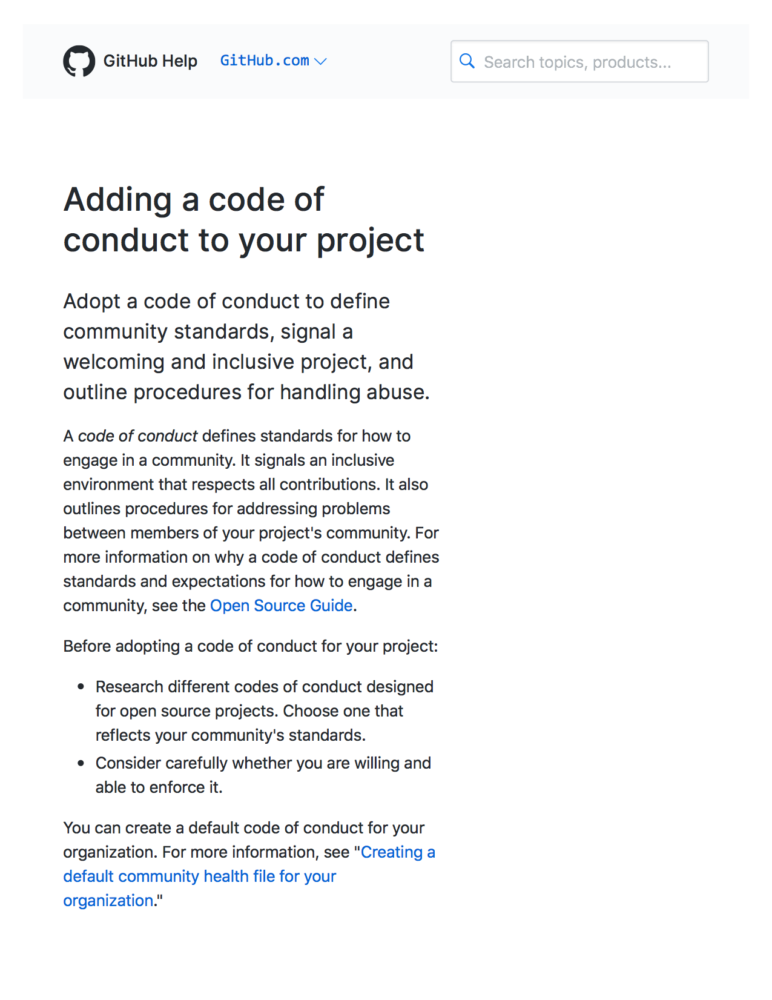 GitHub Help GitHub.com Search topics, products...
Adding a code of
conduct to your project
Adopt a code of conduct to define
community standards, signal a
welcoming and inclusive project, and
outline procedures for handling abuse.
A code of conduct defines standards for how to
engage in a community. It signals an inclusive
environment that respects all contributions. It also
outlines procedures for addressing problems
between members of your project's community. For
more information on why a code of conduct defines
standards and expectations for how to engage in a
community, see the Open Source Guide.
Before adopting a code of conduct for your project:
• Research different codes of conduct designed
for open source projects. Choose one that
reflects your community's standards.
• Consider carefully whether you are willing and
able to enforce it.
You can create a default code of conduct for your
organization. For more information, see "Creating a
default community health file for your
organization."